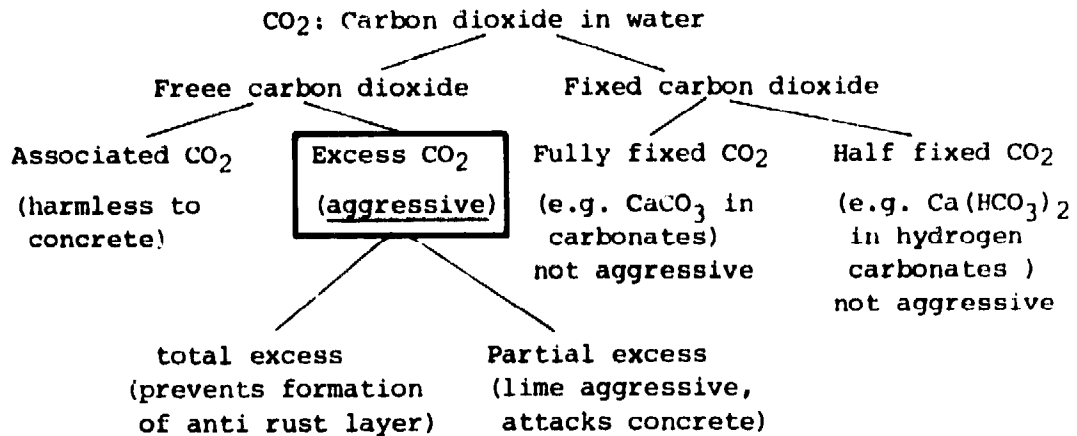 CO2: Carbon dioxide in water
Freee carbon dioxide
Fixed carbon dioxide
Associated CO2
(harmless to
concrete)
Excess CO2
(aggressive)
Fully fixed CO2
(e.g. CaCO3 in
carbonates)
not aggressive
Half fixed CO2
(e.g. Ca(HCO3)2
in hydrogen
carbonates )
not aggressive
total excess
(prevents formation
of anti rust layer)
Partial excess
(lime aggressive,
attacks concrete)